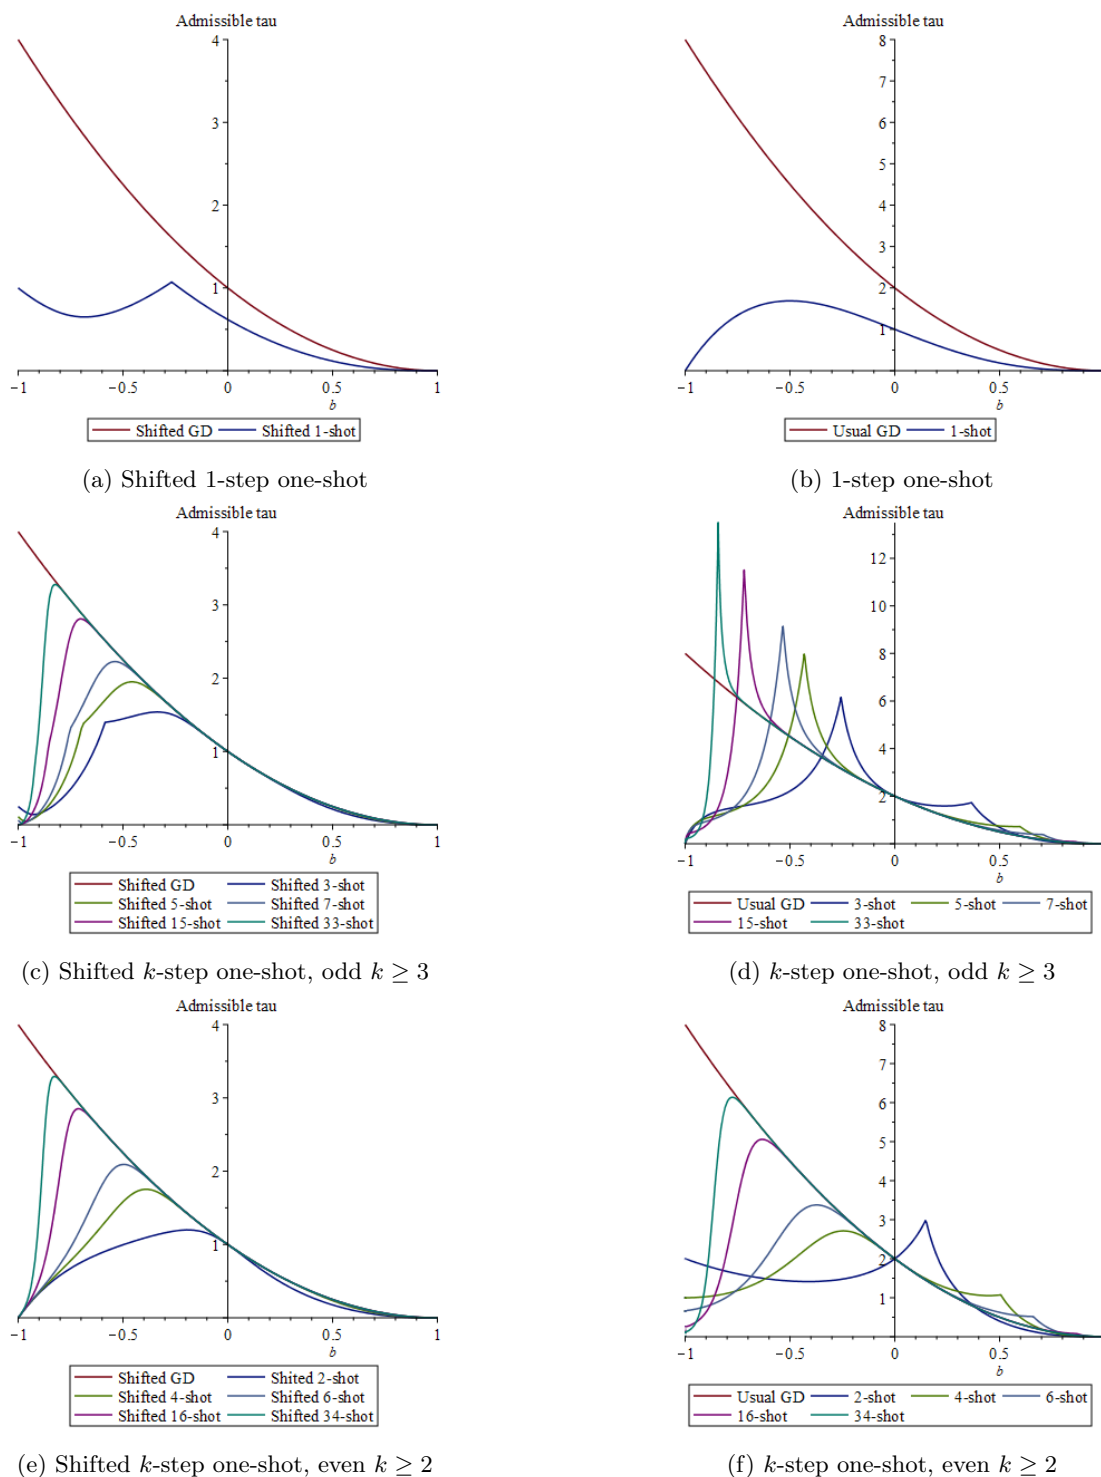 Admissible tau
4
3
2
1
−1 −0.5 0 0.5 1
b
Shifted GD Shifted 1-shot
(a) Shifted 1-step one-shot
Admissible tau
8
7
6
5
4
3
2
1
−1 −0.5 0 0.5
b
Usual GD 1-shot
(b) 1-step one-shot
Admissible tau
4
3
2
1
−1 −0.5 0 0.5 1
b
Shifted GD Shifted 3-shot
Shifted 5-shot Shifted 7-shot
Shifted 15-shot Shifted 33-shot
(c) Shifted k-step one-shot, odd k ≥ 3
Admissible tau
12
10
8
6
4
2
−1 −0.5 0 0.5
b
Usual GD 3-shot 5-shot 7-shot
15-shot 33-shot
(d) k-step one-shot, odd k ≥ 3
Admissible tau
4
3
2
1
−1 −0.5 0 0.5 1
b
Shifted GD Shited 2-shot
Shifted 4-shot Shifted 6-shot
Shifted 16-shot Shifted 34-shot
(e) Shifted k-step one-shot, even k ≥ 2
Admissible tau
8
7
6
5
4
3
2
1
−1 −0.5 0 0.5
b
Usual GD 2-shot 4-shot 6-shot
16-shot 34-shot
(f) k-step one-shot, even k ≥ 2